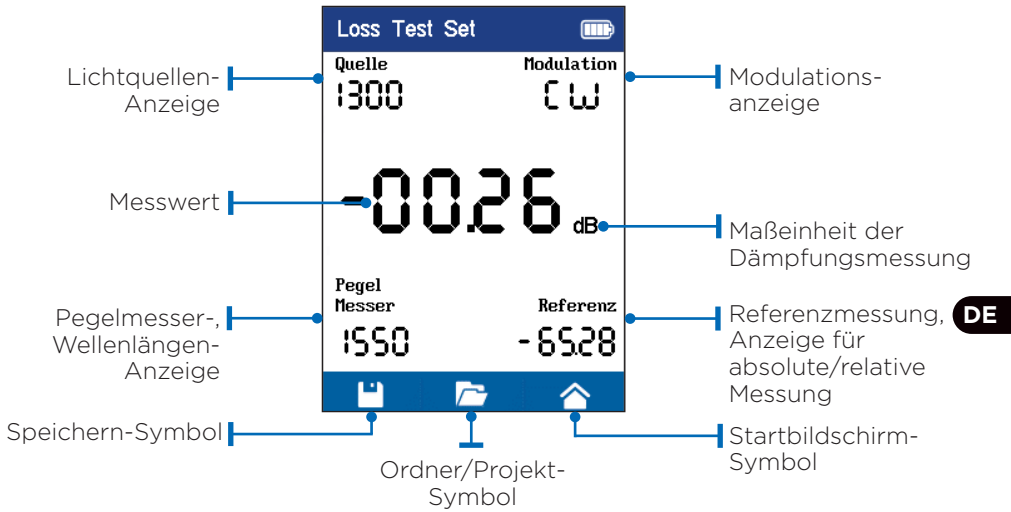 Loss Test Set
Quelle
1300
Modulation
CW
-00.26
dB
Pegel
Messer
1550
Referenz
-65.28
Lichtquellen-
Anzeige
Messwert
Pegelmesser-,
Wellenlängen-
Anzeige
Speichern-Symbol
Ordner/Projekt-
Symbol
Modulations-
anzeige
Maßeinheit der
Dämpfungsmessung
Referenzmessung,
Anzeige für
absolute/relative
Messung
Startbildschirm-
Symbol
DE